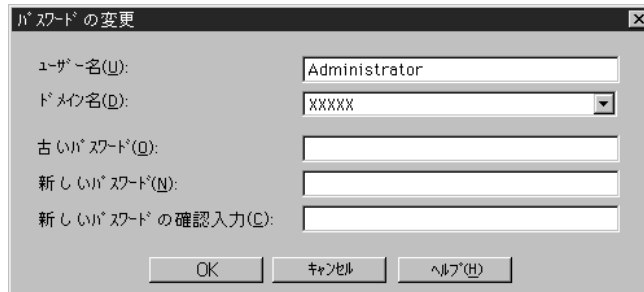 ﾊﾟｽﾜｰﾄﾞの変更
ﾕｰｻﾞｰ名(U):
Administrator
ﾄﾞﾒｲﾝ名(D):
XXXXX
古いﾊﾟｽﾜｰﾄﾞ(O):
新しいﾊﾟｽﾜｰﾄﾞ(N):
新しいﾊﾟｽﾜｰﾄﾞの確認入力(C):
OK ｷｬﾝｾﾙ ﾍﾙﾌﾟ(H)